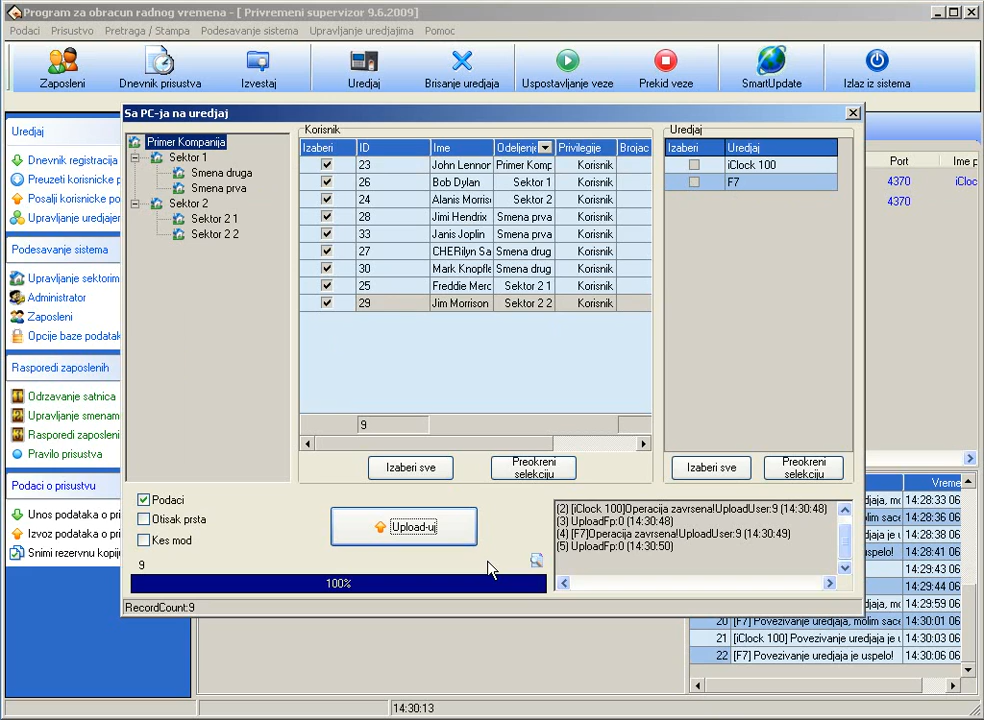 Program za obracun radnog vremena - [ Privremeni supervizor 9.6.2009]
Podaci Prisustvo Pretraga / Stampa Podesavanje sistema Upravljanje uredjajima Pomoc
Zaposleni Dnevnik prisustva Izvestaj Uredjaj Brisanje uredjaja Uspostavljanje veze Prekid veze SmartUpdate Izlaz iz sistema
Sa PC-ja na uredjaj
Uredjaj
Dnevnik registracija
Preuzeti korisnicke p
Posalji korisnicke po
Upravljanje uredjajem
Podesavanje sistema
Upravljanje sektorim
Administrator
Zaposleni
Opcije baze podatak
Rasporedi zaposlenih
Odrzavanje satnica
Upravljanje smenam
Rasporedi zaposleni
Pravilo prisustva
Podaci o prisustvu
Unos podataka o pri
Izvoz podataka o pr
Snimi rezervnu kopiju
Primer Kompanija
Sektor 1
Smena druga
Smena prva
Sektor 2
Sektor 2 1
Sektor 2 2
Korisnik
Izaberi ID Ime Odeljenje Privilegije Brojac
23 John Lennor Primer Komp Korisnik
26 Bob Dylan Sektor 1 Korisnik
24 Alanis Morris Sektor 2 Korisnik
28 Jimi Hendrix Smena prva Korisnik
33 Janis Joplin Smena prva Korisnik
27 CHERilyn Sa Smena drug Korisnik
30 Mark Knopfle Smena drug Korisnik
25 Freddie Merc Sektor 2 1 Korisnik
29 Jim Morrison Sektor 2 2 Korisnik
9
Izaberi sve
Preokreni
selekciju
Uredjaj
Izaberi Uredjaj
iClock 100
F7
Izaberi sve
Preokreni
selekciju
Port Ime p
4370 iCloc
4370
Podaci
Otisak prsta
Kes mod
Upload-uj
9
100%
RecordCount:9
(2) [iClock 100]Operacija zavrsena!UploadUser:9 (14:30:48)
(3) UploadFp:0 (14:30:48)
(4) [F7]Operacija zavrsena!UploadUser:9 (14:30:49)
(5) UploadFp:0 (14:30:50)
Vreme
14:28:33 06
14:28:36 06
14:28:38 06
14:28:41 06
14:29:43 06
14:29:44 06
14:29:59 06
20 [F7] Povezivanje uredjaja, molim sace 14:30:01 06
21 [iClock 100] Povezivanje uredjaja je u 14:30:03 06
22 [F7] Povezivanje uredjaja je uspelo! 14:30:06 06
14:30:13